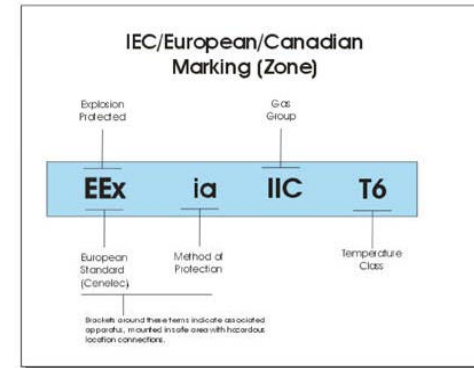 IEC/European/Canadian
Marking (Zone)
Explosion
Protected
Gas
Group
EEx ia IIC T6
European
Standard
(Cenelec)
Method of
Protection
Temperature
Class
Brackets around these items indicate associated
apparatus, mounted in safe area with hazardous
location connections.